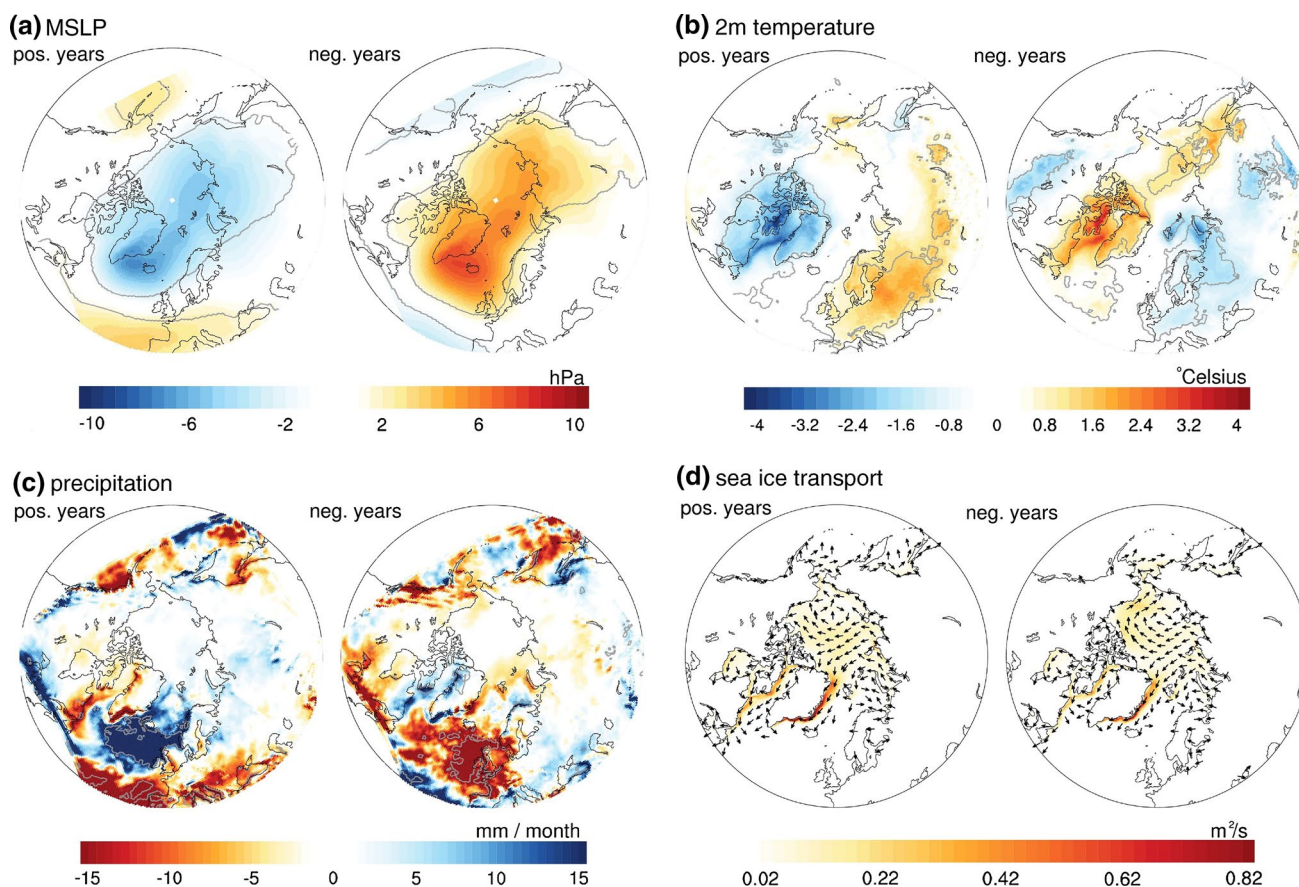 (a) MSLP
pos. years
neg. years
hPa
-10 -6 -2 2 6 10
(b) 2m temperature
pos. years
neg. years
°Celsius
-4 -3.2 -2.4 -1.6 -0.8 0 0.8 1.6 2.4 3.2 4
(c) precipitation
pos. years
neg. years
mm / month
-15 -10 -5 0 5 10 15
(d) sea ice transport
pos. years
neg. years
m²/s
0.02 0.22 0.42 0.62 0.82